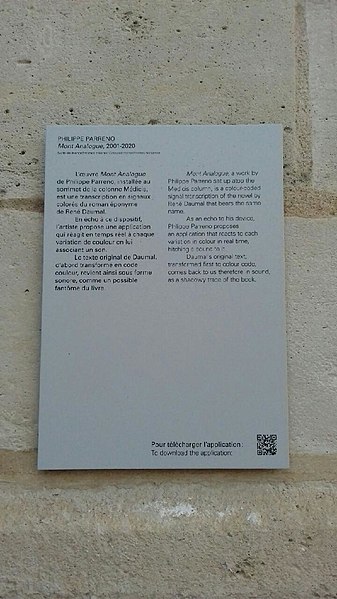 PHILIPPE PARRENO
Mont Analogue, 2001-2020
L'œuvre Mont Analogue
de Philippe Parreno, installée au
sommet de la colonne Médicis,
est une transcription en signaux
colorés du roman éponyme
de René Daumal.
En écho à ce dispositif,
l'artiste propose une application
qui réagit en temps réel à chaque
variation de couleur en lui
associant un son.
Le texte original de Daumal,
d'abord transformé en code
couleur, revient ainsi sous forme
sonore, comme un possible
fantôme du livre.
Mont Analogue, a work by
Philippe Parreno set up atop the
Medicis column, is a colour-coded
signal transcription of the novel by
René Daumal that bears the same
name.
As an echo to his device,
Philippe Parreno proposes
an application that reacts to each
variation in colour in real time,
hitching a sound to it.
Daumal's original text,
transformed first to colour code,
comes back to us therefore in sound,
as a shadowy trace of the book.
Pour télécharger l'application:
To download the application: